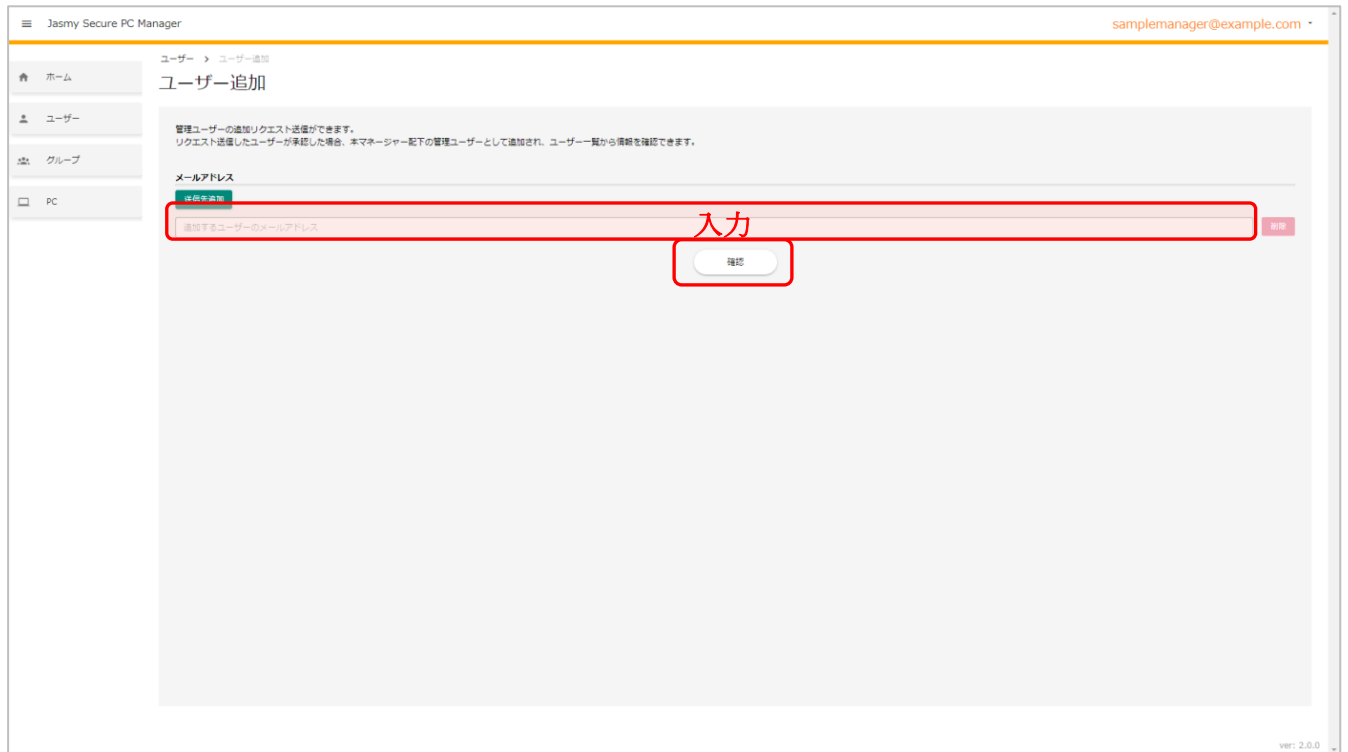 Jasmy Secure PC Manager
samplemanager@example.com
ユーザー > ユーザー追加
ホーム
ユーザー追加
ユーザー
管理ユーザーの追加リクエスト送信ができます。
リクエスト送信したユーザーが承認した場合、本マネージャー配下の管理ユーザーとして追加され、ユーザー一覧から情報を確認できます。
グループ
メールアドレス
PC
送信先追加
追加するユーザーのメールアドレス
入力
削除
確認
ver: 2.0.0